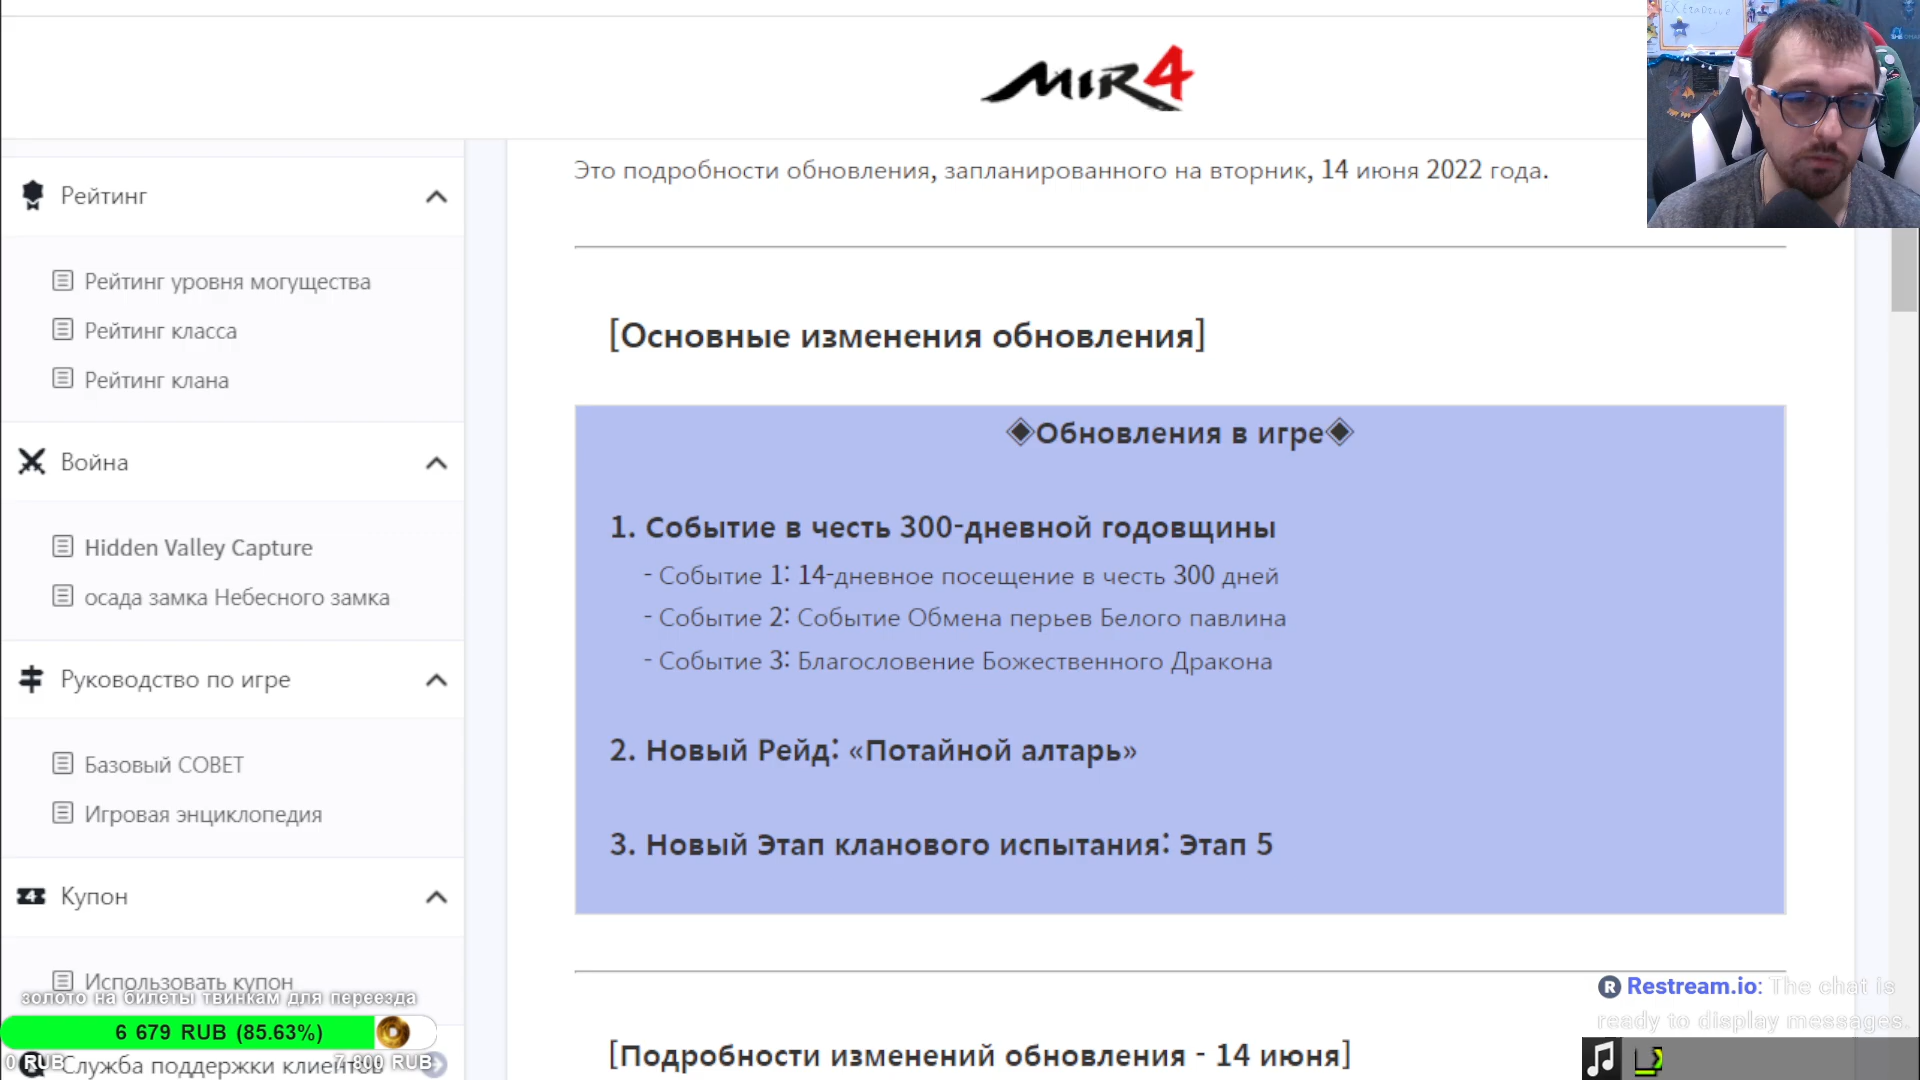 MIR4
Это подробности обновления, запланированного на вторник, 14 июня 2022 года.
Рейтинг
Рейтинг уровня могущества
Рейтинг класса
Рейтинг клана
Война
Hidden Valley Capture
осада замка Небесного замка
Руководство по игре
Базовый СОВЕТ
Игровая энциклопедия
Купон
Использовать купон
золото на билеты твинкам для переезда
6 679 RUB (85.63%)
0 RUB
7 800 RUB
Служба поддержки клиентов
[Основные изменения обновления]
◈Обновления в игре◈
1. Событие в честь 300-дневной годовщины
- Событие 1: 14-дневное посещение в честь 300 дней
- Событие 2: Событие Обмена перьев Белого павлина
- Событие 3: Благословение Божественного Дракона
2. Новый Рейд: «Потайной алтарь»
3. Новый Этап кланового испытания: Этап 5
[Подробности изменений обновления - 14 июня]
Restream.io: The chat is
ready to display messages.